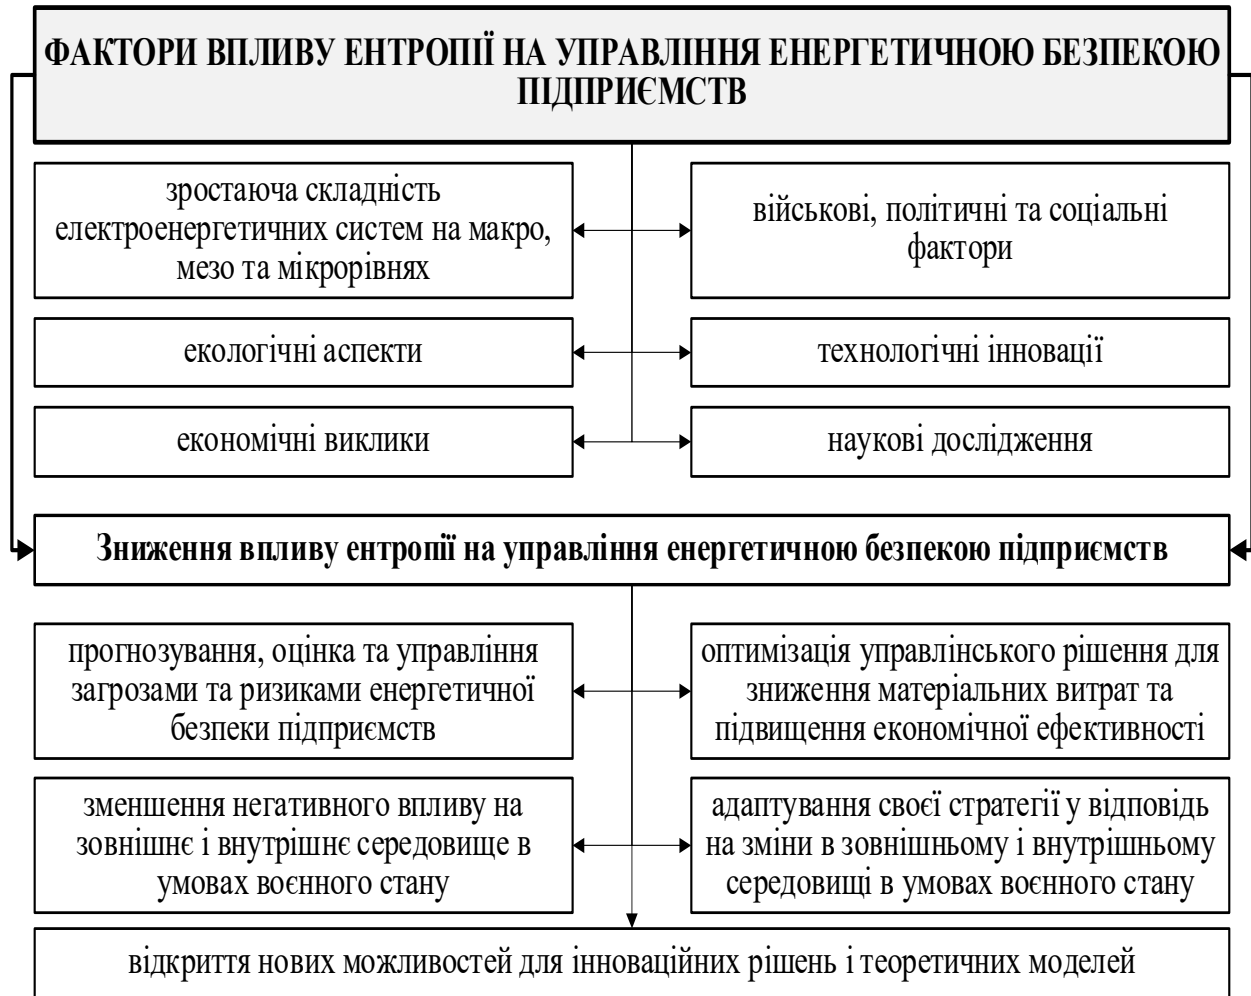 ФАКТОРИ ВПЛИВУ ЕНТРОПІЇ НА УПРАВЛІННЯ ЕНЕРГЕТИЧНОЮ БЕЗПЕКОЮ
ПІДПРИЄМСТВ
зростаюча складність
електроенергетичних систем на макро,
мезо та мікрорівнях
військові, політичні та соціальні
фактори
екологічні аспекти
технологічні інновації
економічні виклики
наукові дослідження
Зниження впливу ентропії на управління енергетичною безпекою підприємств
прогнозування, оцінка та управління
загрозами та ризиками енергетичної
безпеки підприємств
оптимізація управлінського рішення для
зниження матеріальних витрат та
підвищення економічної ефективності
зменшення негативного впливу на
зовнішнє і внутрішнє середовище в
умовах воєнного стану
адаптування своєї стратегії у відповідь
на зміни в зовнішньому і внутрішньому
середовищі в умовах воєнного стану
відкриття нових можливостей для інноваційних рішень і теоретичних моделей